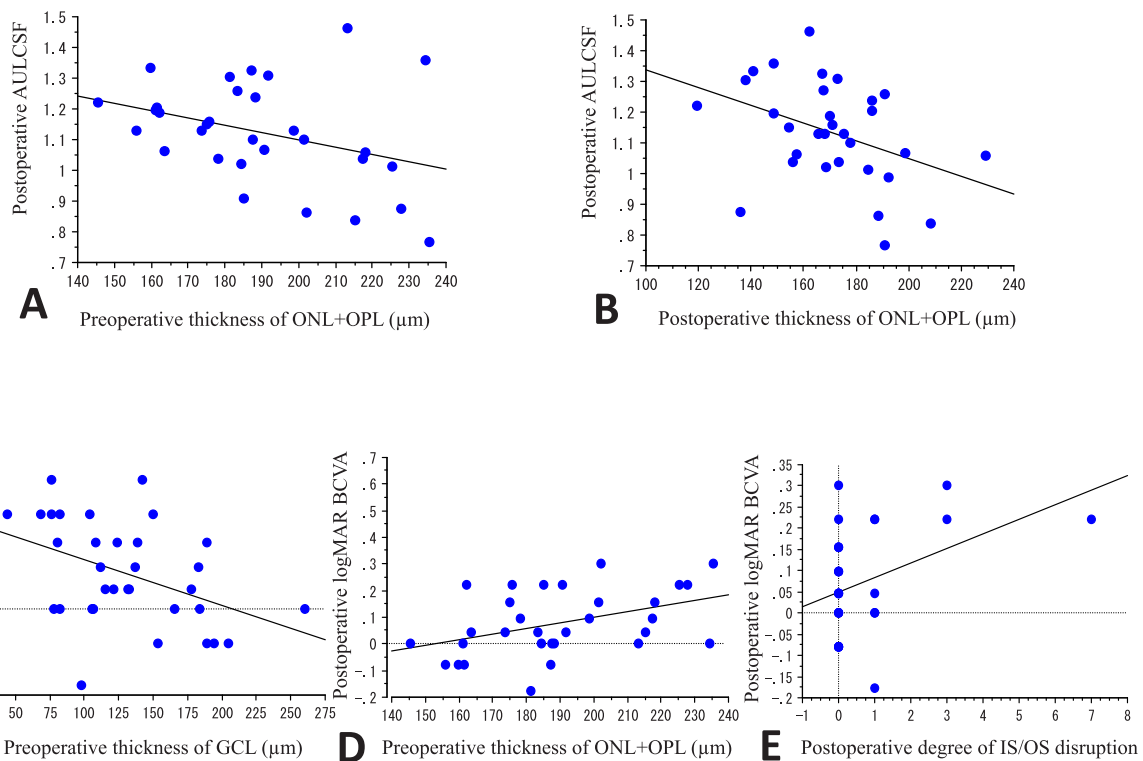 1.5
1.4
1.3
1.2
1.1
1
.9
.8
.7
Postoperative AULCSF
140 150 160 170 180 190 200 210 220 230 240
A
Preoperative thickness of ONL+OPL (µm)
1.5
1.4
1.3
1.2
1.1
1
.9
.8
.7
Postoperative AULCSF
100 120 140 160 180 200 220 240
B
Postoperative thickness of ONL+OPL (µm)
50 75 100 125 150 175 200 225 250 275
Preoperative thickness of GCL (µm)
.7
.6
.5
.4
.3
.2
.1
0
-.1
-.2
Postoperative logMAR BCVA
140 150 160 170 180 190 200 210 220 230 240
D
Preoperative thickness of ONL+OPL (µm)
.35
.3
.25
.2
.15
.1
.05
0
-.05
-.1
-.15
-.2
Postoperative logMAR BCVA
-1 0 1 2 3 4 5 6 7 8
E
Postoperative degree of IS/OS disruption